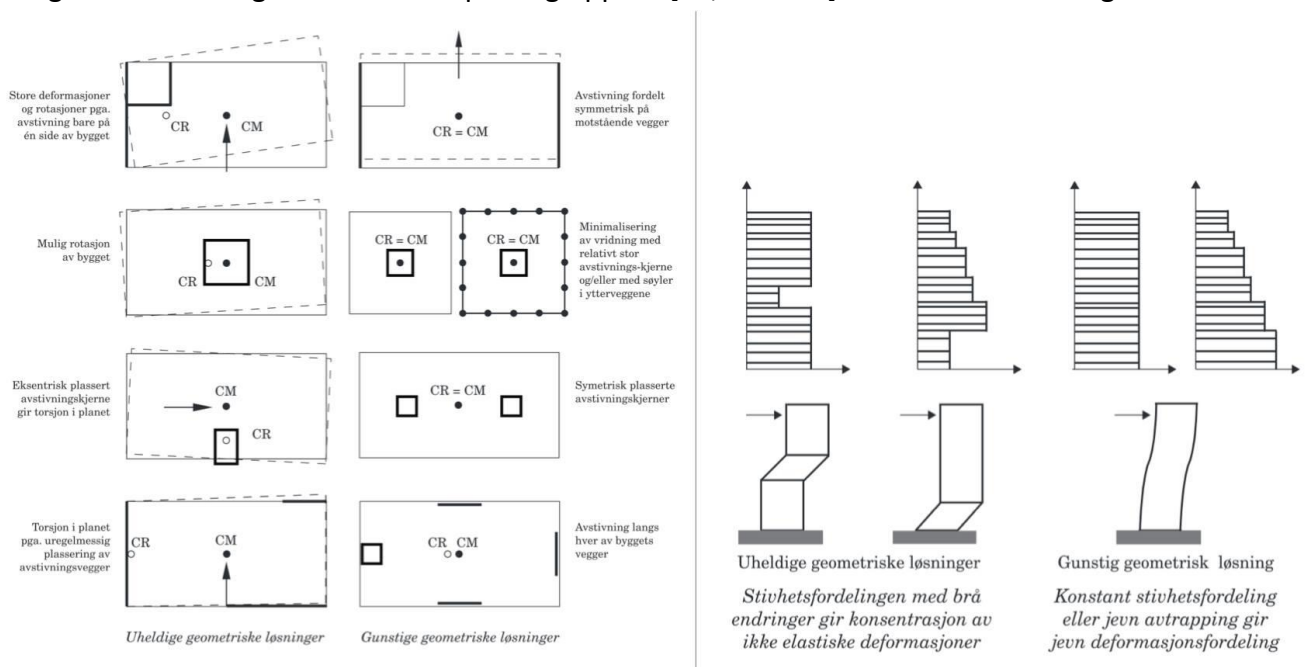 Store deformasjoner
og rotasjoner pga.
avstivning bare på
én side av bygget
CR
CM
CR = CM
Avstivning fordelt
symmetrisk på
motstående vegger
Mulig rotasjon
av bygget
CR
CM
CR = CM
CR = CM
Minimalisering
av vridning med
relativt stor
avstivnings-kjerne
og/eller med søyler
i ytterveggene
Eksentrisk plassert
avstivningskjerne
gir torsjon i planet
CM
CR
CR = CM
Symetrisk plasserte
avstivningkjerner
Torsjon i planet
pga. uregelmessig
plassering av
avstivningsvegger
CR
CM
CR CM
Avstivning langs
hver av byggets
vegger
Uheldige geometriske løsninger
Gunstige geometriske løsninger
Uheldige geometriske løsninger
Stivhetsfordelingen med brå
endringer gir konsentrasjon av
ikke elastiske deformasjoner
Gunstig geometrisk løsning
Konstant stivhetsfordeling
eller jevn avtrapping gir
jevn deformasjonsfordeling